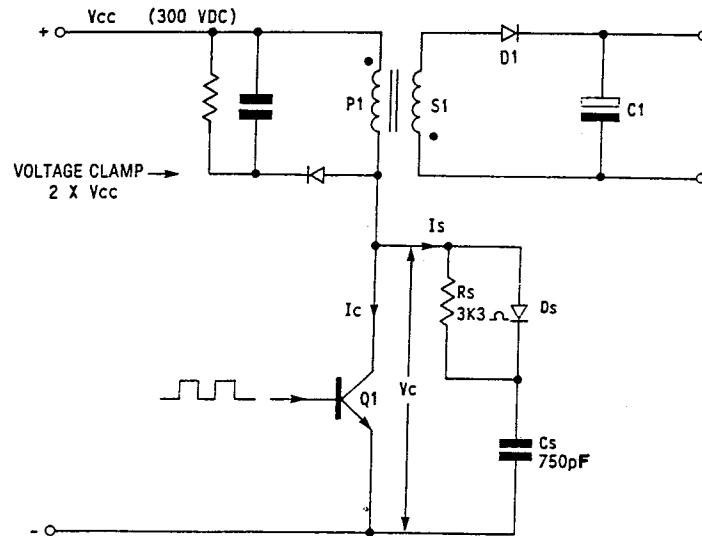 Vcc (300 VDC)
+
D1
P1
S1
C1
VOLTAGE CLAMP
2 X Vcc
Is
Rs
3K3
Ds
Ic
Vc
Q1
Cs
750pF
-